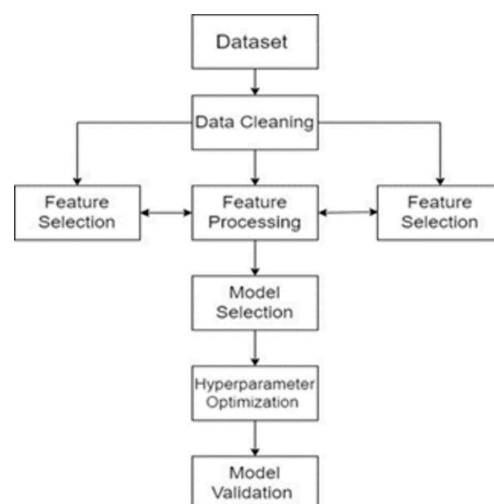 Dataset
Data Cleaning
Feature
Selection
Feature
Processing
Feature
Selection
Model
Selection
Hyperparameter
Optimization
Model
Validation